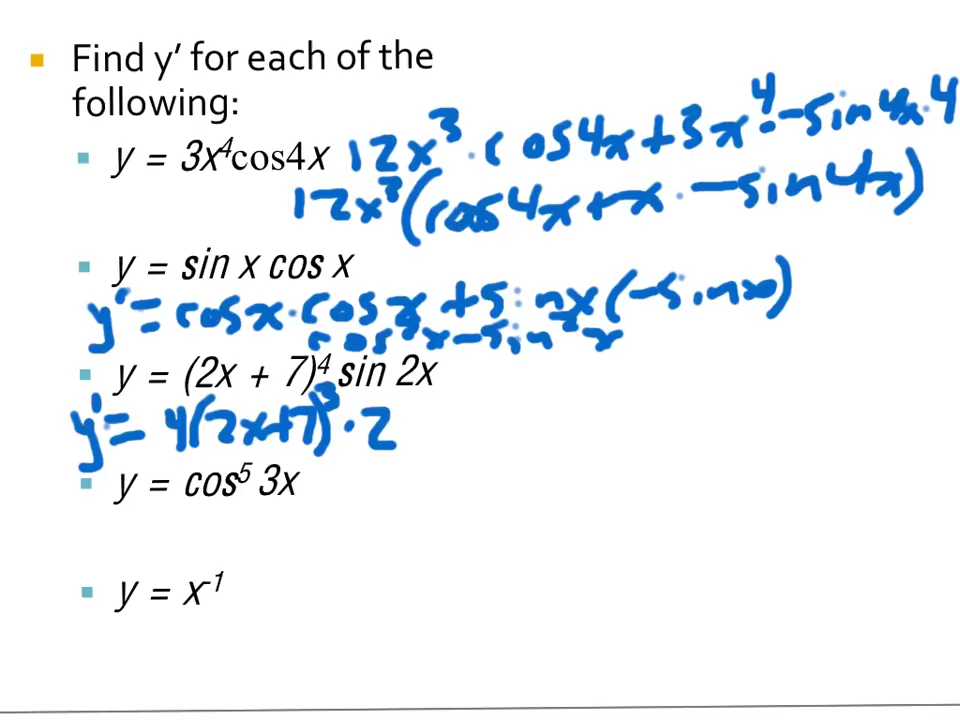 Find y’ for each of the
following:
y = 3x⁴cos4x 12x³ · cos4x + 3x⁴ · -sin4x · 4
12x³(cos4x + x · -sin4x)
y = sin x cos x
y' = cosx · cosx + sinx(-sinx)
cos²x - sin²x
y = (2x + 7)⁴ sin 2x
y' = 4(2x+7)³ · 2
y = cos⁵ 3x
y = x⁻¹